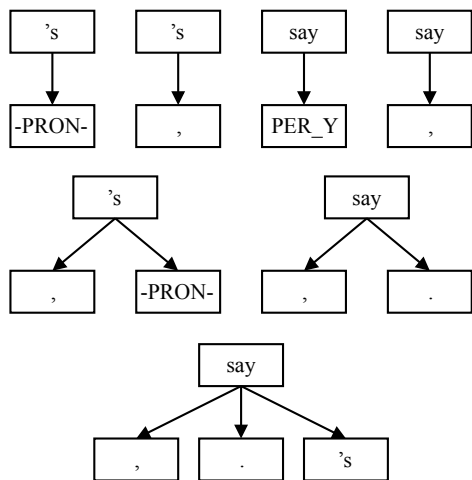 ’s ’s say say
-PRON- , PER_Y ,
’s say
, -PRON- , .
say
, . ’s